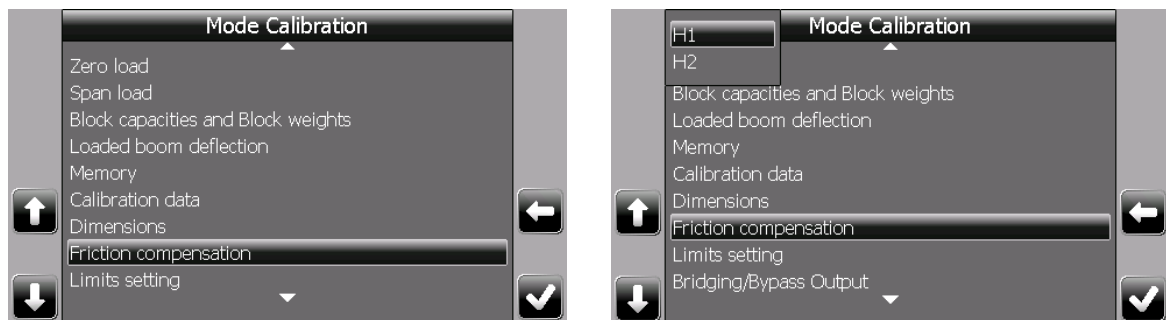 Mode Calibration
Zero load
Span load
Block capacities and Block weights
Loaded boom deflection
Memory
Calibration data
Dimensions
Friction compensation
Limits setting
H1
H2
Mode Calibration
Block capacities and Block weights
Loaded boom deflection
Memory
Calibration data
Dimensions
Friction compensation
Limits setting
Bridging/Bypass Output